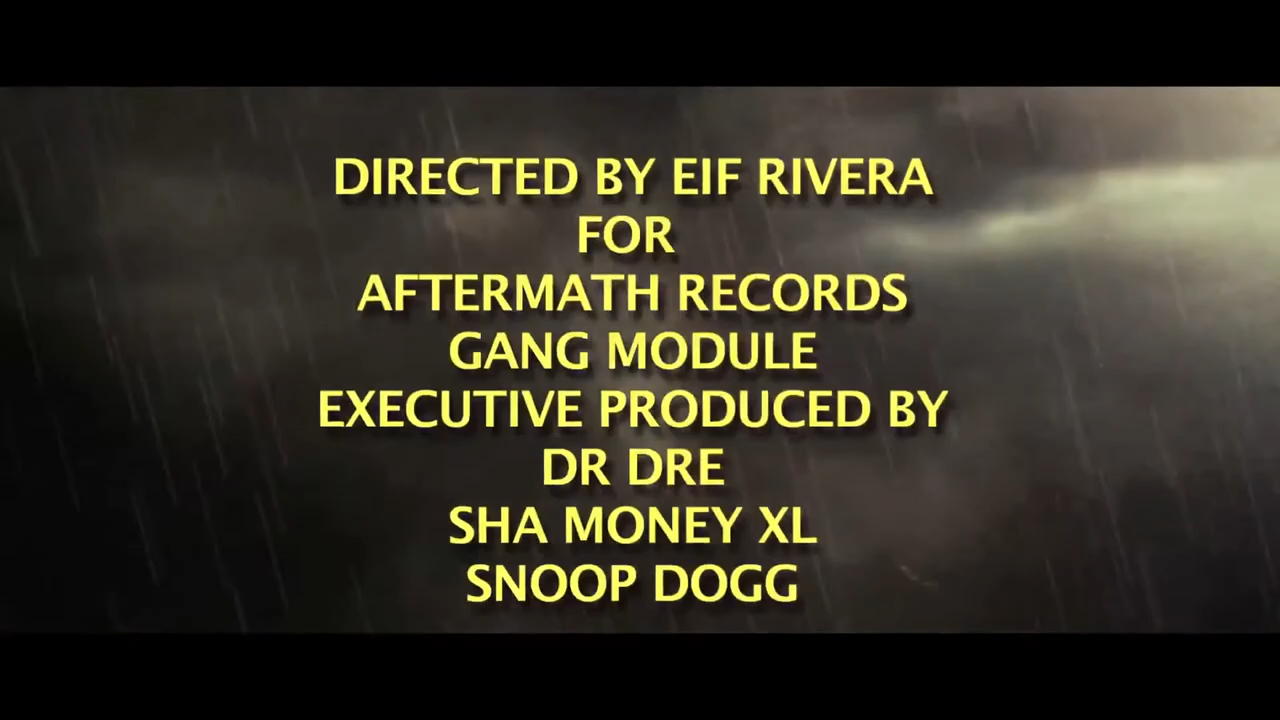 DIRECTED BY EIF RIVERA
FOR
AFTERMATH RECORDS
GANG MODULE
EXECUTIVE PRODUCED BY
DR DRE
SHA MONEY XL
SNOOP DOGG